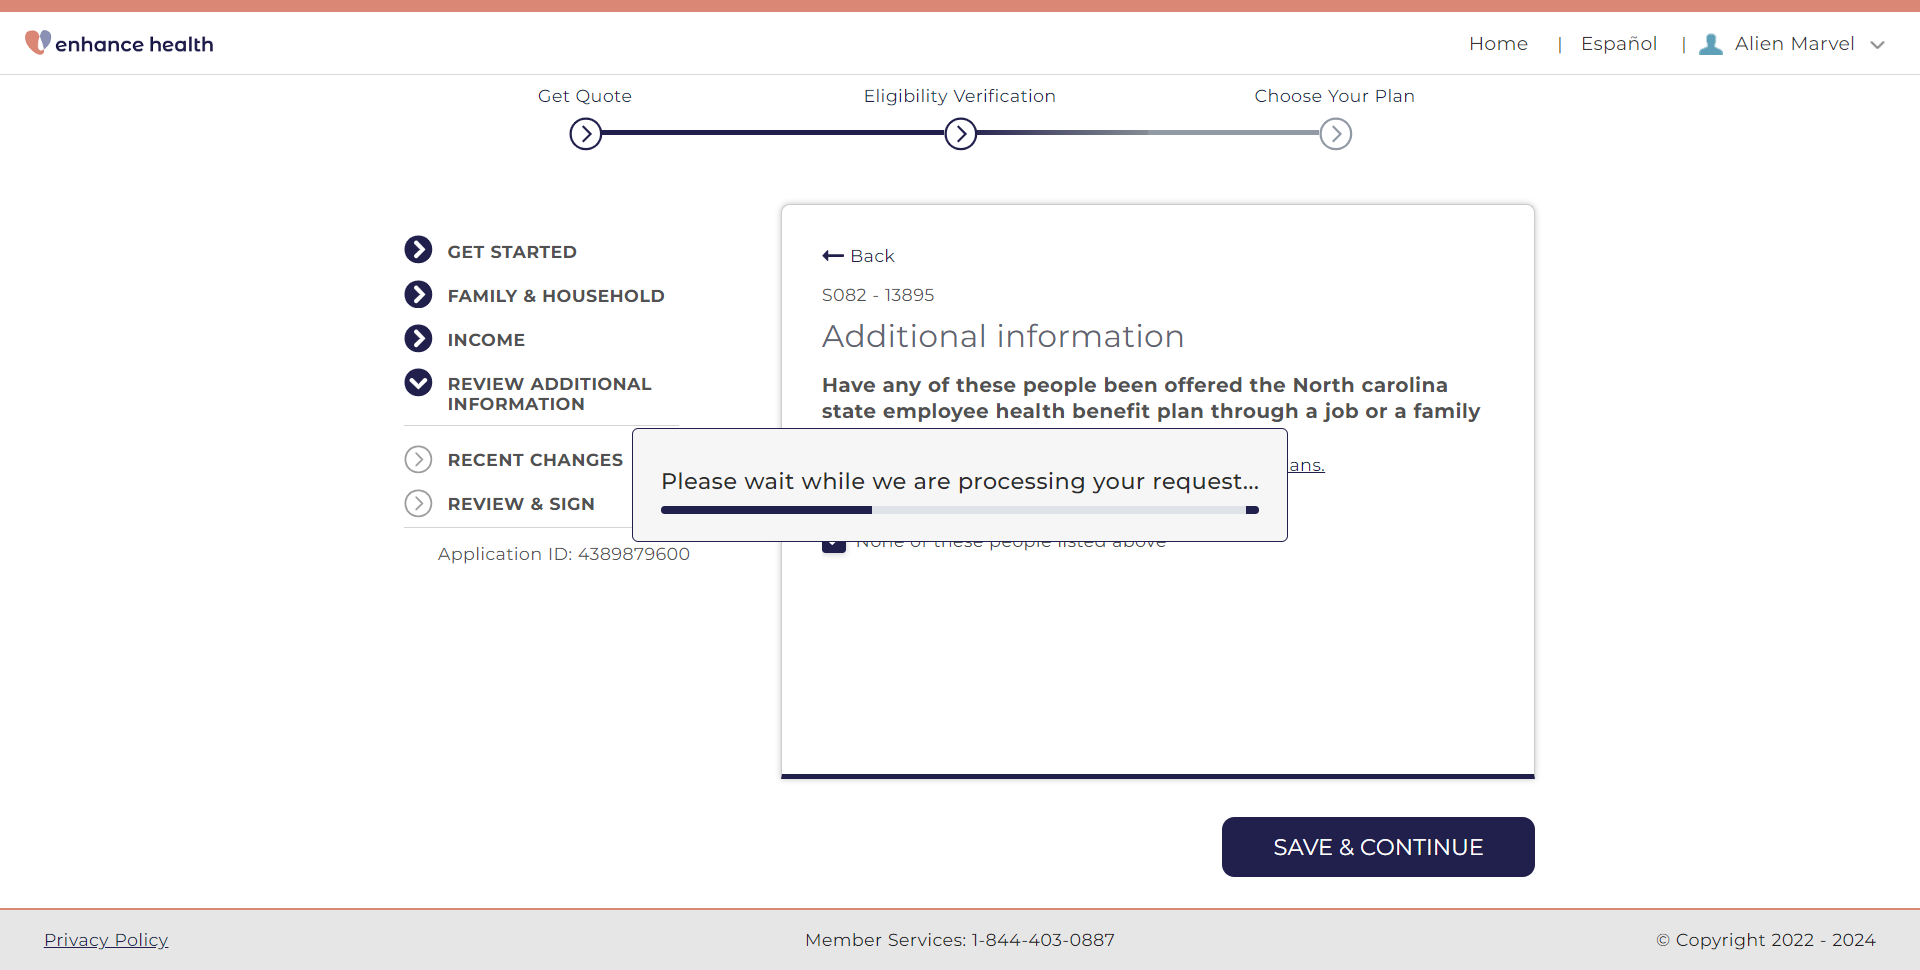 enhance health
Home | Español | Alien Marvel
Get Quote
Eligibility Verification
Choose Your Plan
GET STARTED
FAMILY & HOUSEHOLD
INCOME
REVIEW ADDITIONAL
INFORMATION
RECENT CHANGES
REVIEW & SIGN
Application ID: 4389879600
Back
S082 - 13895
Additional information
Have any of these people been offered the North carolina
state employee health benefit plan through a job or a family
ans.
Please wait while we are processing your request...
None of these people listed above
SAVE & CONTINUE
Privacy Policy
Member Services: 1-844-403-0887
© Copyright 2022 - 2024